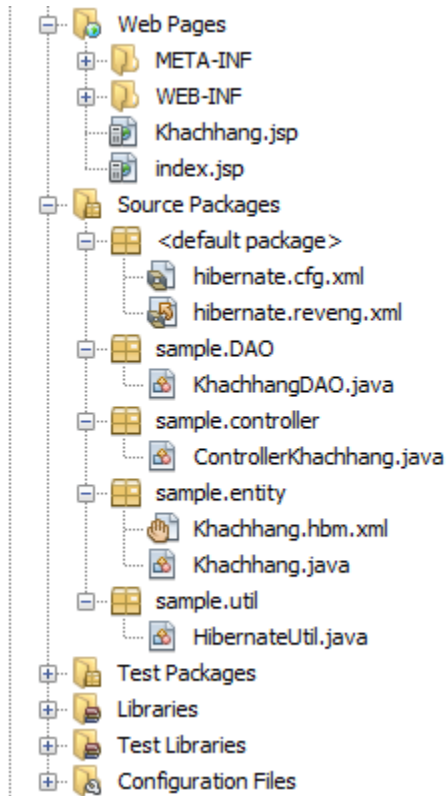 Web Pages
META-INF
WEB-INF
Khachhang.jsp
index.jsp
Source Packages
<default package>
hibernate.cfg.xml
hibernate.reveng.xml
sample.DAO
KhachhangDAO.java
sample.controller
ControllerKhachhang.java
sample.entity
Khachhang.hbm.xml
Khachhang.java
sample.util
HibernateUtil.java
Test Packages
Libraries
Test Libraries
Configuration Files